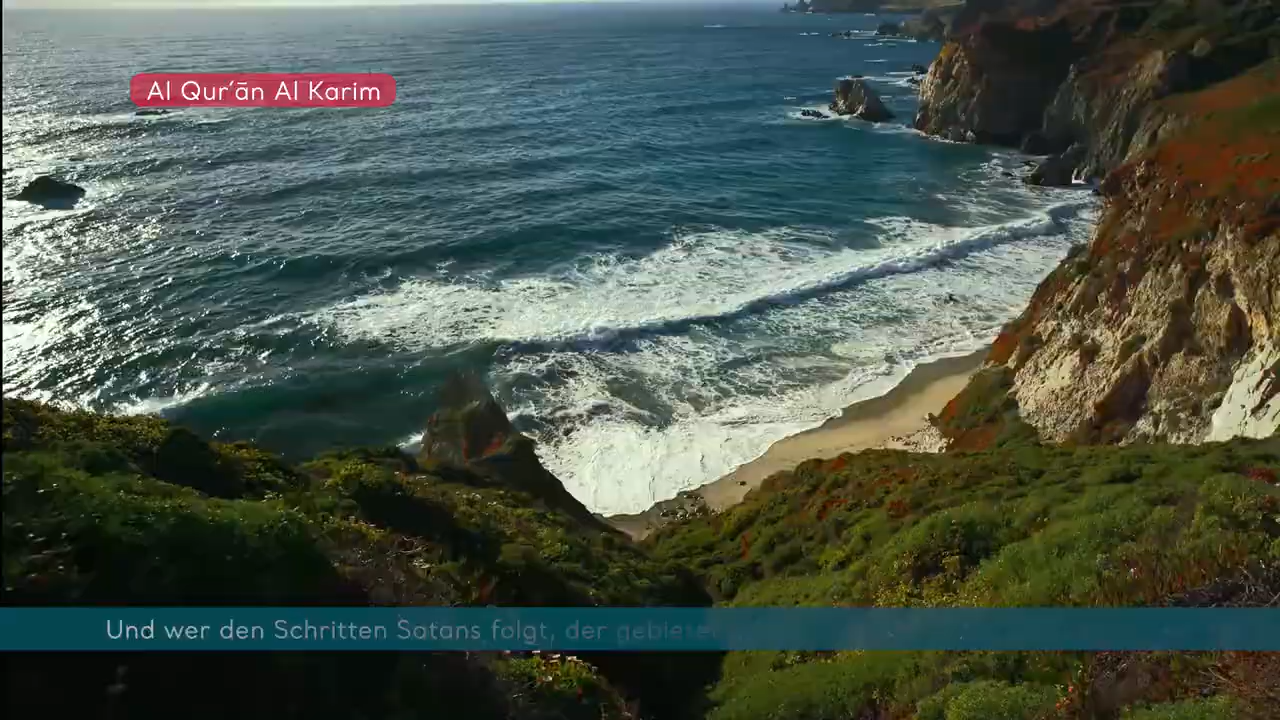 Al Qur’ān Al Karim
Und wer den Schritten Satans folgt, der